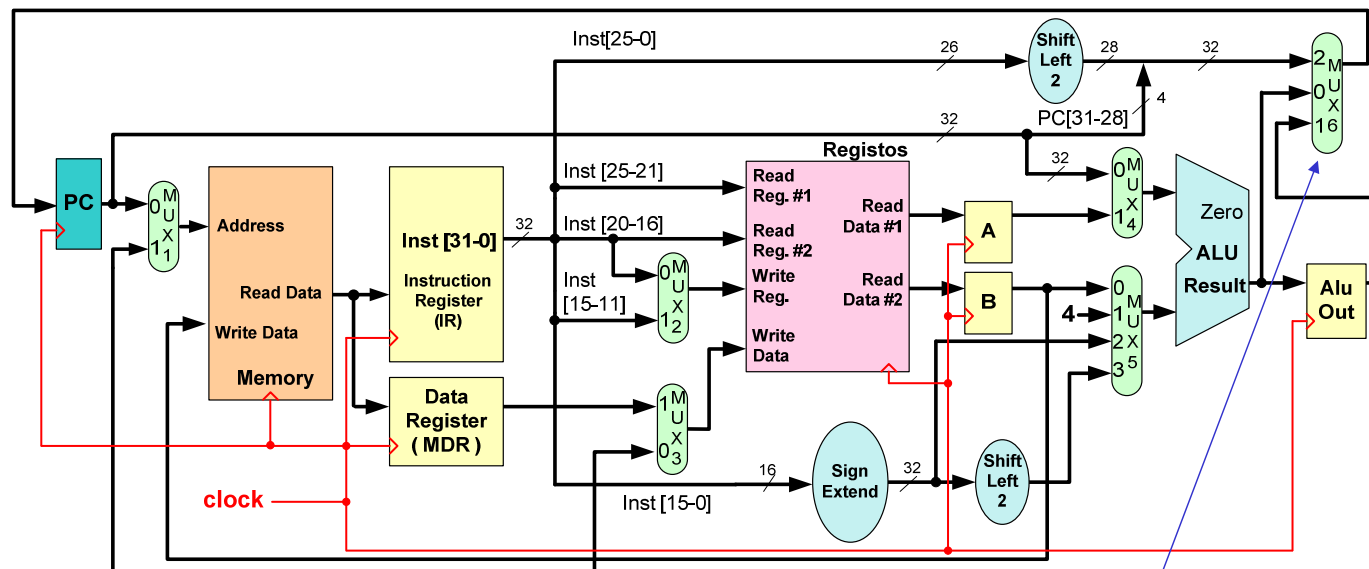 Inst[25-0]
26
Shift
Left
2
28
32
2
0
1
M
U
X
6
4
PC[31-28]
32
Registos
PC
0
1
M
U
X
1
Address
Read Data
Write Data
Memory
Inst [31-0]
Instruction
Register
(IR)
32
Data
Register
( MDR )
Inst [25-21]
Inst [20-16]
Inst
[15-11]
0
1
M
U
X
2
1
0
M
U
X
3
Read
Reg. #1
Read
Reg. #2
Write
Reg.
Write
Data
Read
Data #1
Read
Data #2
A
B
32
0
1
M
U
X
4
4
0
1
2
3
M
U
X
5
Zero
ALU
Result
Alu
Out
clock
Inst [15-0]
16
Sign
Extend
32
Shift
Left
2